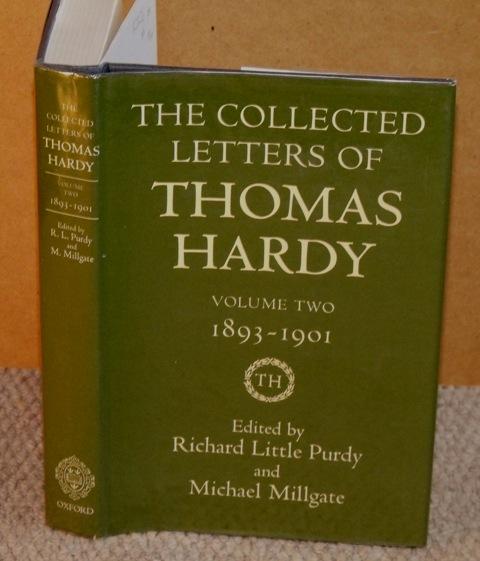 THE
COLLECTED
LETTERS OF
THOMAS
HARDY
VOLUME
TWO
1893-1901
Edited by
R. L. Purdy
and
M. Millgate
OXFORD
THE COLLECTED
LETTERS OF
THOMAS
HARDY
VOLUME TWO
1893-1901
TH
Edited by
Richard Little Purdy
and
Michael Millgate